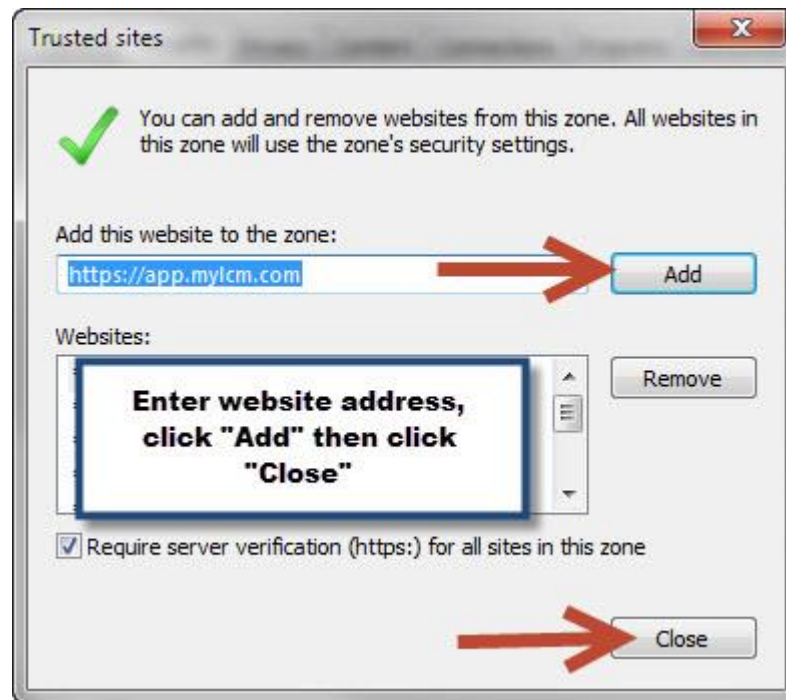 Trusted sites
You can add and remove websites from this zone. All websites in
this zone will use the zone's security settings.
Add this website to the zone:
https://app.mylcm.com
Add
Websites:
Remove
Enter website address,
click "Add" then click
"Close"
Require server verification (https:) for all sites in this zone
Close